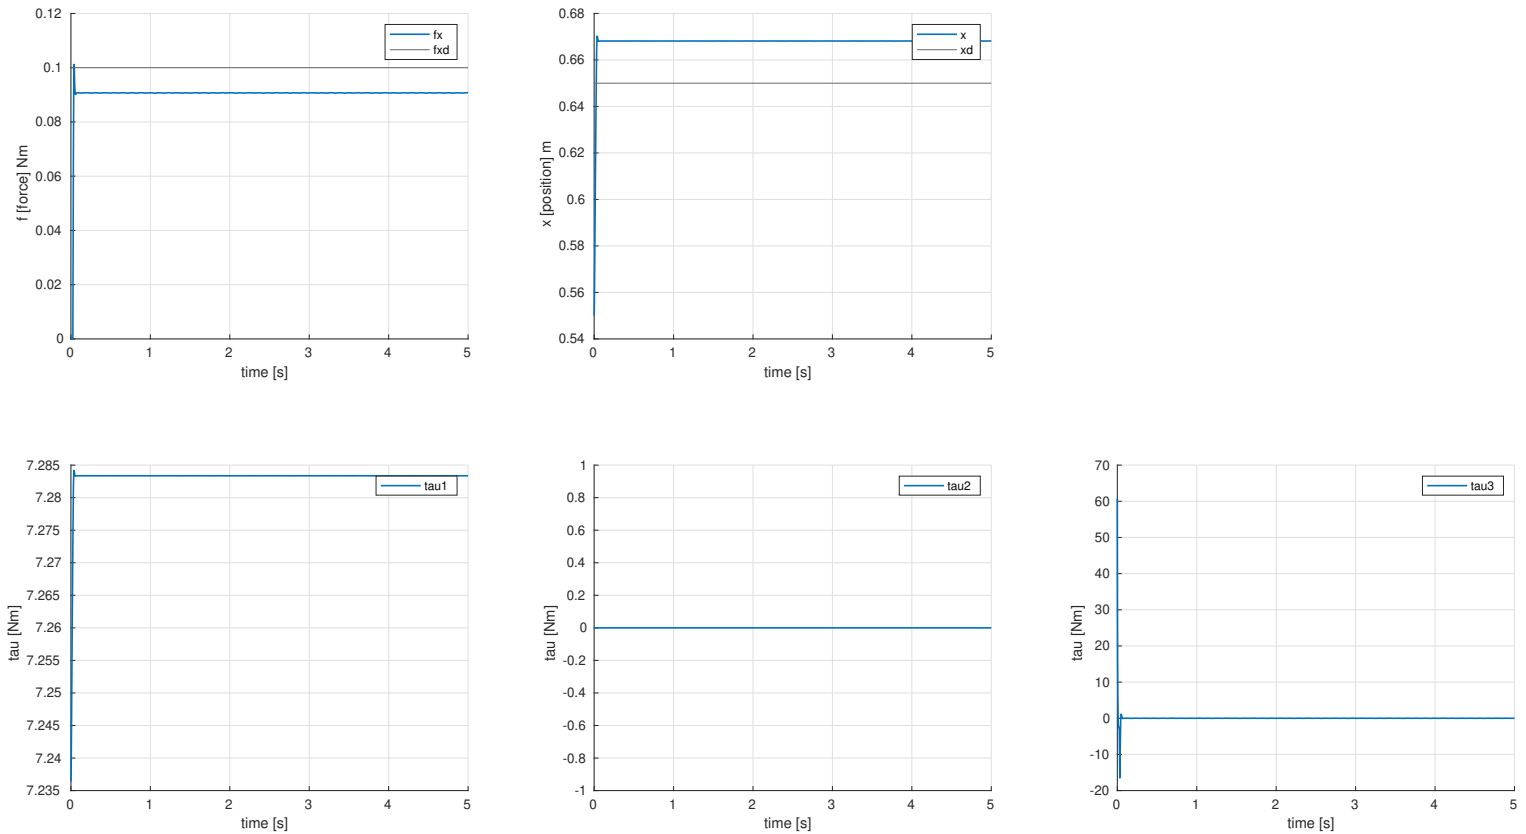 0.12
0.1
0.08
0.06
0.04
0.02
0
f [force] Nm
fx
fxd
0 1 2 3 4 5
time [s]
0.68
0.66
0.64
0.62
0.6
0.58
0.56
0.54
x [position] m
x
xd
0 1 2 3 4 5
time [s]
7.285
7.28
7.275
7.27
7.265
7.26
7.255
7.25
7.245
7.24
7.235
tau [Nm]
tau1
0 1 2 3 4 5
time [s]
1
0.8
0.6
0.4
0.2
0
-0.2
-0.4
-0.6
-0.8
-1
tau [Nm]
tau2
0 1 2 3 4 5
time [s]
70
60
50
40
30
20
10
0
-10
-20
tau [Nm]
tau3
0 1 2 3 4 5
time [s]